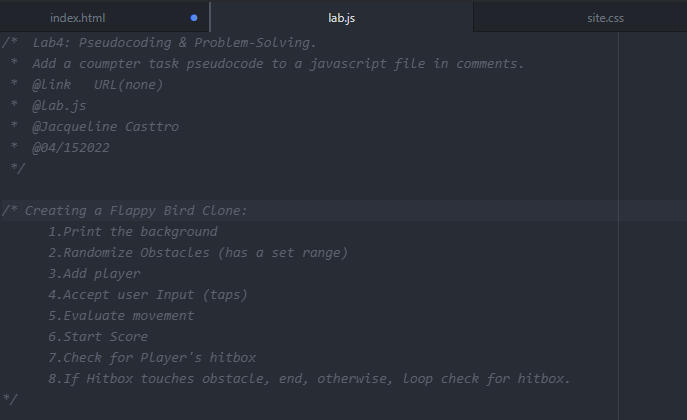 index.html lab.js site.css
/*  Lab4: Pseudocoding & Problem-Solving.
 *  Add a coumpter task pseudocode to a javascript file in comments.
 *  @link   URL(none)
 *  @lab.js
 *  @Jacqueline Casttro
 *  @04/152022
 */
/* Creating a Flappy Bird Clone:
      1.Print the background
      2.Randomize Obstacles (has a set range)
      3.Add player
      4.Accept user Input (taps)
      5.Evaluate movement
      6.Start Score
      7.Check for Player's hitbox
      8.If Hitbox touches obstacle, end, otherwise, loop check for hitbox.
*/